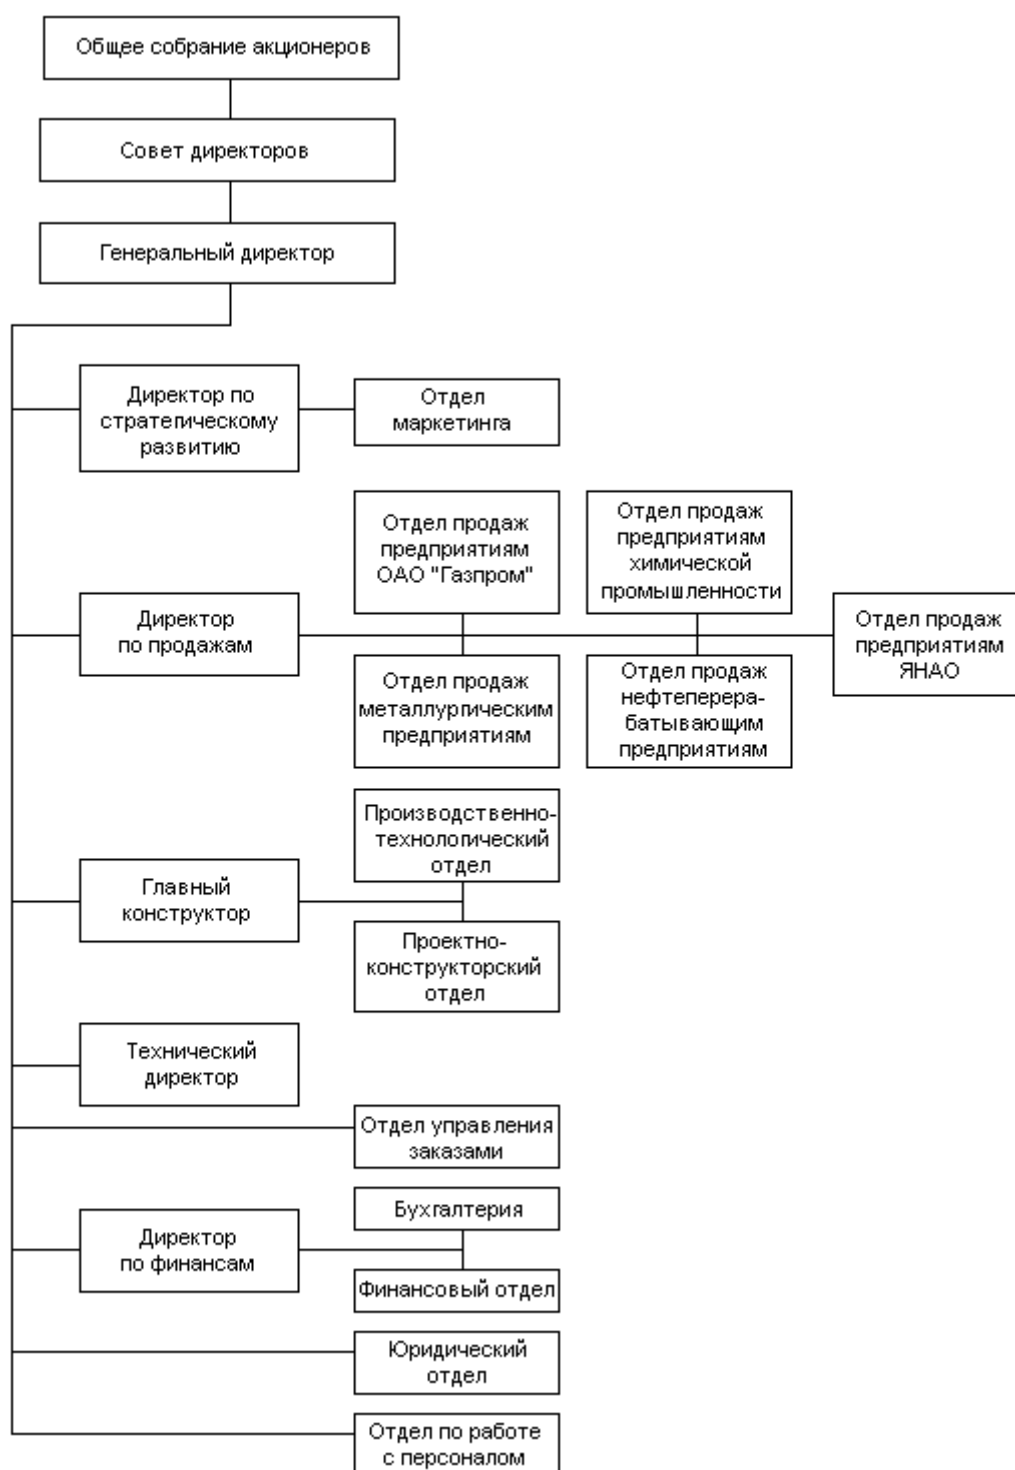 Общее собрание акционеров
Совет директоров
Генеральный директор
Директор по
стратегическому
развитию
Отдел
маркетинга
Отдел продаж
предприятиям
ОАО "Газпром"
Отдел продаж
предприятиям
химической
промышленности
Директор
по продажам
Отдел продаж
предприятиям
ЯНАО
Отдел продаж
металлургическим
предприятиям
Отдел продаж
нефтеперера-
батывающим
предприятиям
Производственно-
технологический
отдел
Главный
конструктор
Проектно-
конструкторский
отдел
Технический
директор
Отдел управления
заказами
Бухгалтерия
Директор
по финансам
Финансовый отдел
Юридический
отдел
Отдел по работе
с персоналом